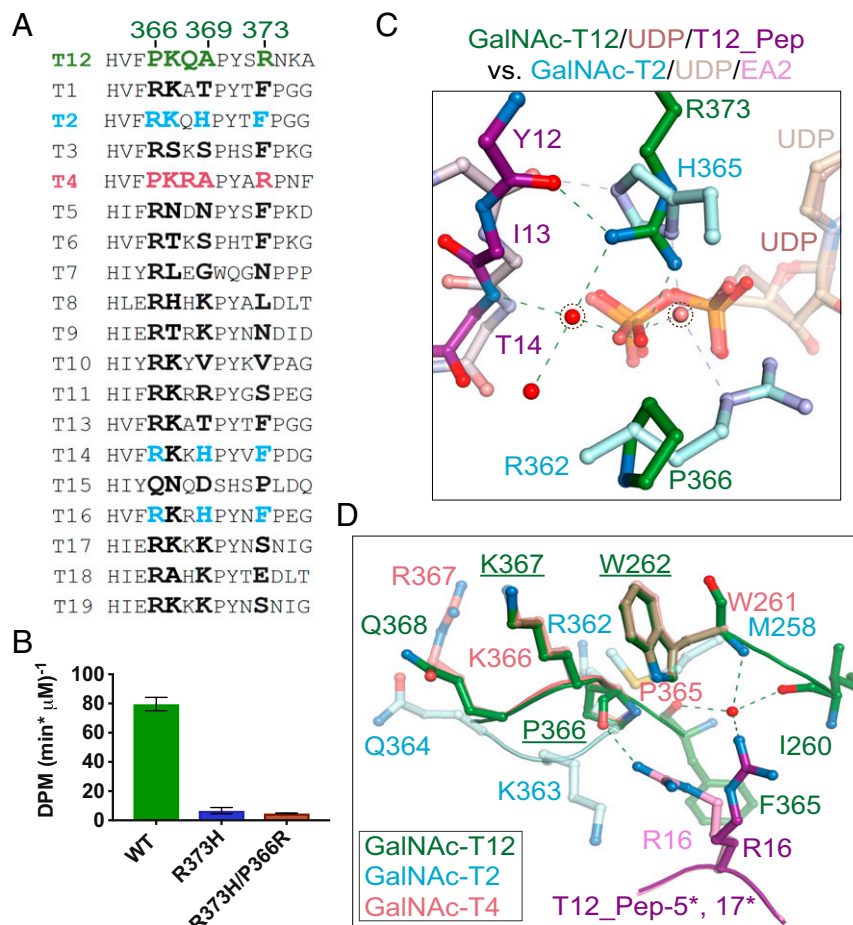 A
366 369 373
T12 HVFPKQAPYSRNKA
T1 HVFRKATPYTFPGG
T2 HVFRKQHPYTFPGG
T3 HVFRSKSPHSFPKG
T4 HVFPKRAPYARPNF
T5 HIFRNDNPYSFPKD
T6 HVFRTKSPHTFPKG
T7 HIYRLEGWQGNPPP
T8 HLERHHKPYALDLT
T9 HIERTRKPYNNDID
T10 HVYRKYVPYKVPAG
T11 HIFRKRRPYGSPEG
T13 HVFRKATPYTFPGG
T14 HVFRKKHPYVFPDG
T15 HIYQNQDSHSPLDQ
T16 HVFRKRHPYNFPEG
T17 HIERKKKPYNSNIG
T18 HIERAHKPYTEDLT
T19 HIERKKKPYNSNIG
B
DPM (min* µM)-1
100
80
60
40
20
0
WT
R373H
R373H/P366R
C
GalNAc-T12/UDP/T12_Pep
vs. GalNAc-T2/UDP/EA2
R373
Y12
UDP
H365
I13
UDP
T14
R362
P366
D
K367
W262
R367
W261
R362
M258
Q368
K366
P365
P366
Q364
I260
K363
F365
R16
R16
GalNAc-T12
GalNAc-T2
GalNAc-T4
T12_Pep-5*, 17*